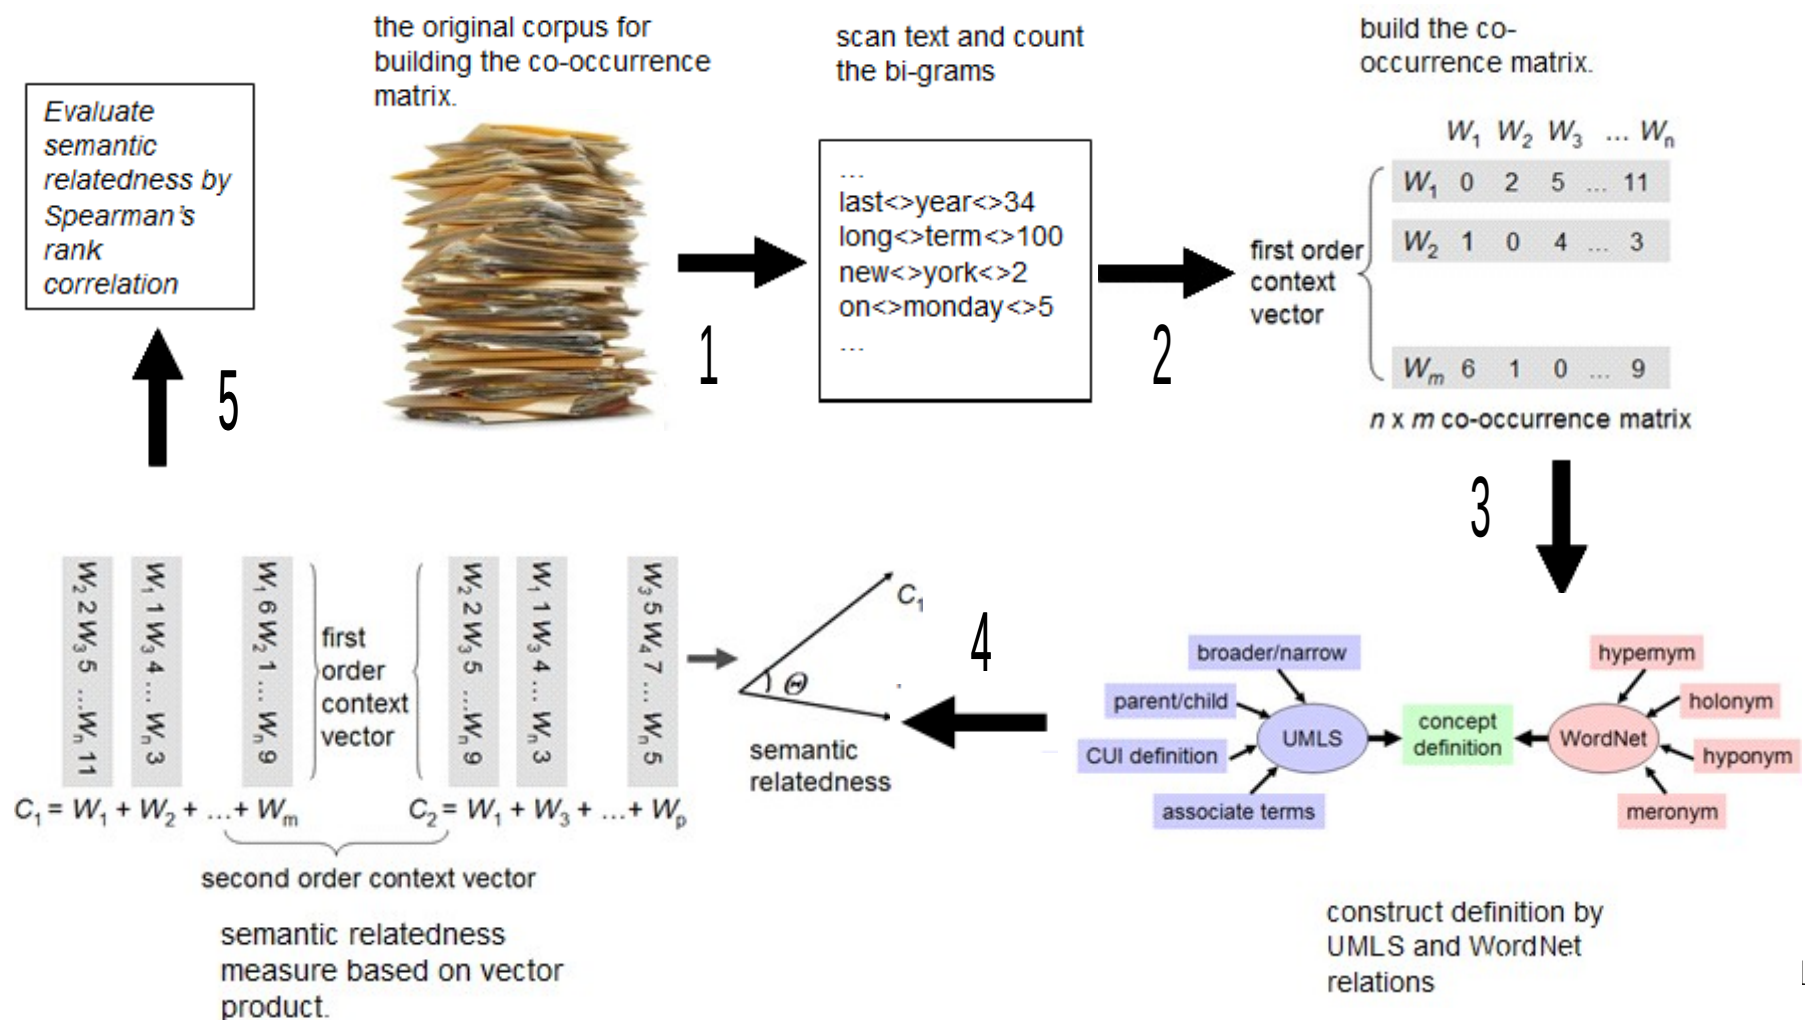 the original corpus for
building the co-occurrence
matrix.
scan text and count
the bi-grams
build the co-
occurrence matrix.
Evaluate
semantic
relatedness by
Spearman's
rank
correlation
...
last<>year<>34
long<>term<>100
new<>york<>2
on<>monday<>5
...
W1 W2 W3 ... Wn
W1 0 2 5 ... 11
W2 1 0 4 ... 3
Wm 6 1 0 ... 9
first order
context
vector
n x m co-occurrence matrix
1
2
3
4
5
W2 2 W3 5 ...Wn 11
W1 1 W3 4 ... Wn 3
W1 6 W2 1 ... Wn 9
first
order
context
vector
W2 2 W3 5 ...Wn 9
W1 1 W3 4 ... Wn 3
W3 5 W4 7 ... Wn 5
C1 = W1 + W2 + ...+ Wm
C2 = W1 + W3 + ...+ Wp
second order context vector
semantic relatedness
measure based on vector
product.
C1
Θ
semantic
relatedness
broader/narrow
parent/child
CUI definition
associate terms
UMLS
concept
definition
WordNet
hypernym
holonym
hyponym
meronym
construct definition by
UMLS and WordNet
relations